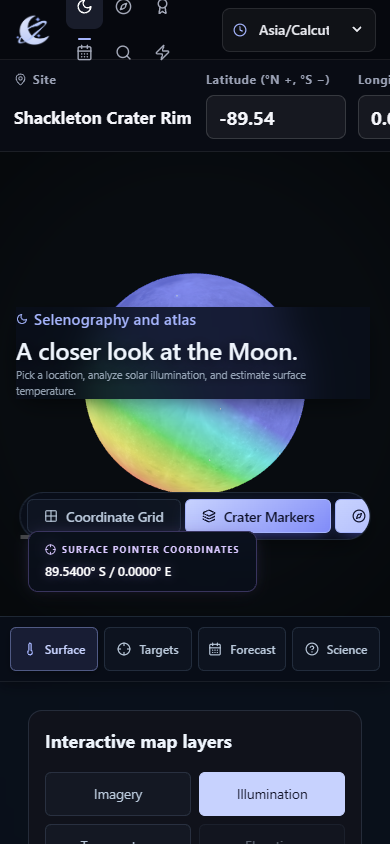 Asia/Calcut
Site
Latitude (°N +, °S −)
Longi
Shackleton Crater Rim
-89.54
0.0
Selenography and atlas
A closer look at the Moon.
Pick a location, analyze solar illumination, and estimate surface
temperature.
Coordinate Grid
Crater Markers
SURFACE POINTER COORDINATES
89.5400° S / 0.0000° E
Surface
Targets
Forecast
Science
Interactive map layers
Imagery
Illumination